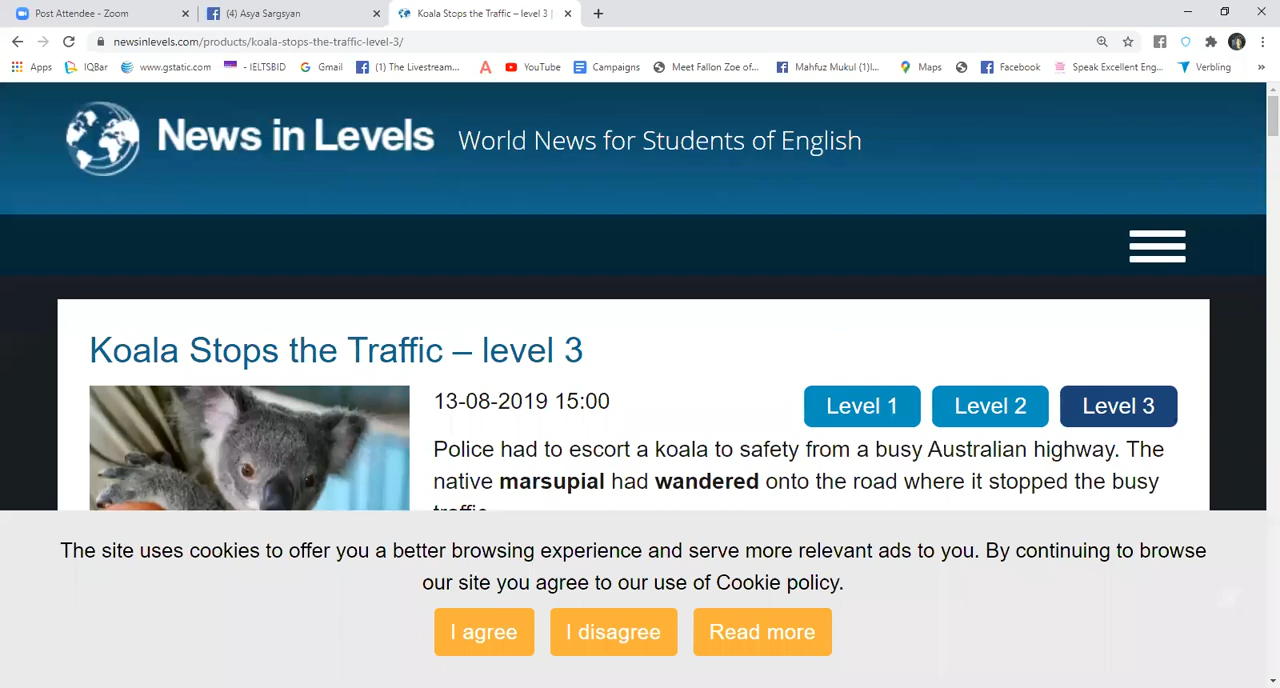 Post Attendee - Zoom
(4) Asya Sargsyan
Koala Stops the Traffic – level 3 |
newsinlevels.com/products/koala-stops-the-traffic-level-3/
Apps IQBar www.gstatic.com - IELTSBID Gmail (1) The Livestream... YouTube Campaigns Meet Fallon Zoe of... Mahfuz Mukul (1)l... Maps Facebook Speak Excellent Eng... Verbling »
News in Levels World News for Students of English
Koala Stops the Traffic – level 3
13-08-2019 15:00
Level 1 Level 2 Level 3
Police had to escort a koala to safety from a busy Australian highway. The
native marsupial had wandered onto the road where it stopped the busy
traffic.
The site uses cookies to offer you a better browsing experience and serve more relevant ads to you. By continuing to browse
our site you agree to our use of Cookie policy.
I agree I disagree Read more